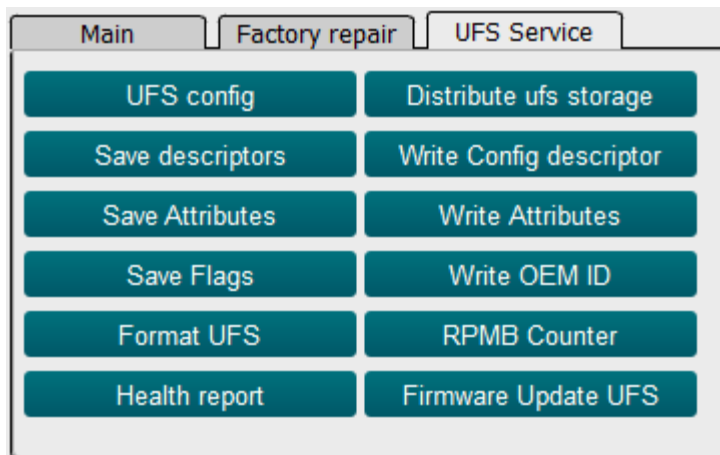 Main Factory repair UFS Service
UFS config Distribute ufs storage
Save descriptors Write Config descriptor
Save Attributes Write Attributes
Save Flags Write OEM ID
Format UFS RPMB Counter
Health report Firmware Update UFS